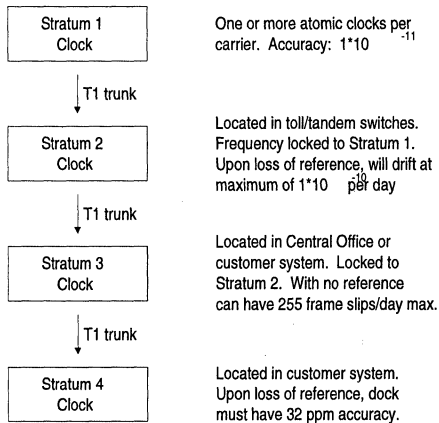 Stratum 1
Clock
One or more atomic clocks per
carrier. Accuracy: 1*10 -11
T1 trunk
Stratum 2
Clock
Located in toll/tandem switches.
Frequency locked to Stratum 1.
Upon loss of reference, will drift at
maximum of 1*10 -10 per day
T1 trunk
Stratum 3
Clock
Located in Central Office or
customer system. Locked to
Stratum 2. With no reference
can have 255 frame slips/day max.
T1 trunk
Stratum 4
Clock
Located in customer system.
Upon loss of reference, dock
must have 32 ppm accuracy.